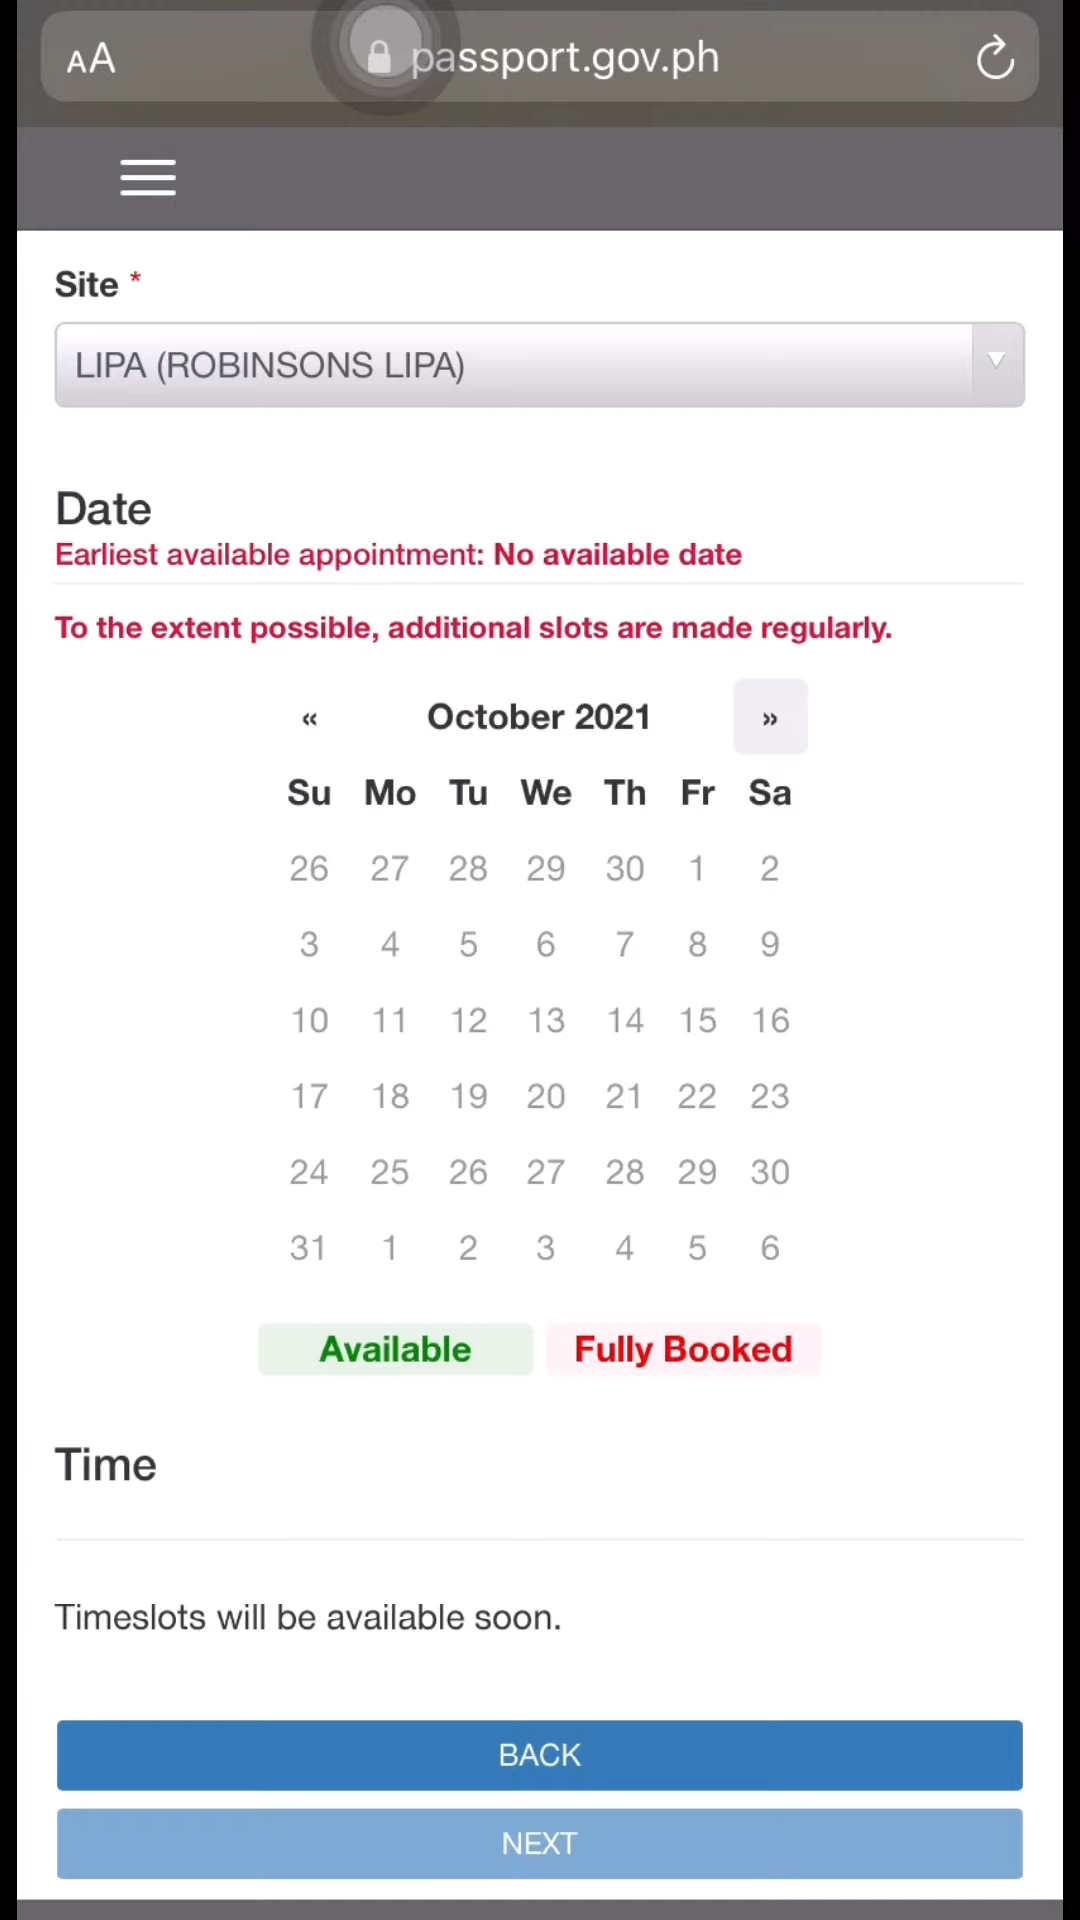 AA passport.gov.ph
Site *
LIPA (ROBINSONS LIPA)
Date
Earliest available appointment: No available date
To the extent possible, additional slots are made regularly.
« October 2021 »
Su Mo Tu We Th Fr Sa
26 27 28 29 30 1 2
3 4 5 6 7 8 9
10 11 12 13 14 15 16
17 18 19 20 21 22 23
24 25 26 27 28 29 30
31 1 2 3 4 5 6
Available Fully Booked
Time
Timeslots will be available soon.
BACK
NEXT